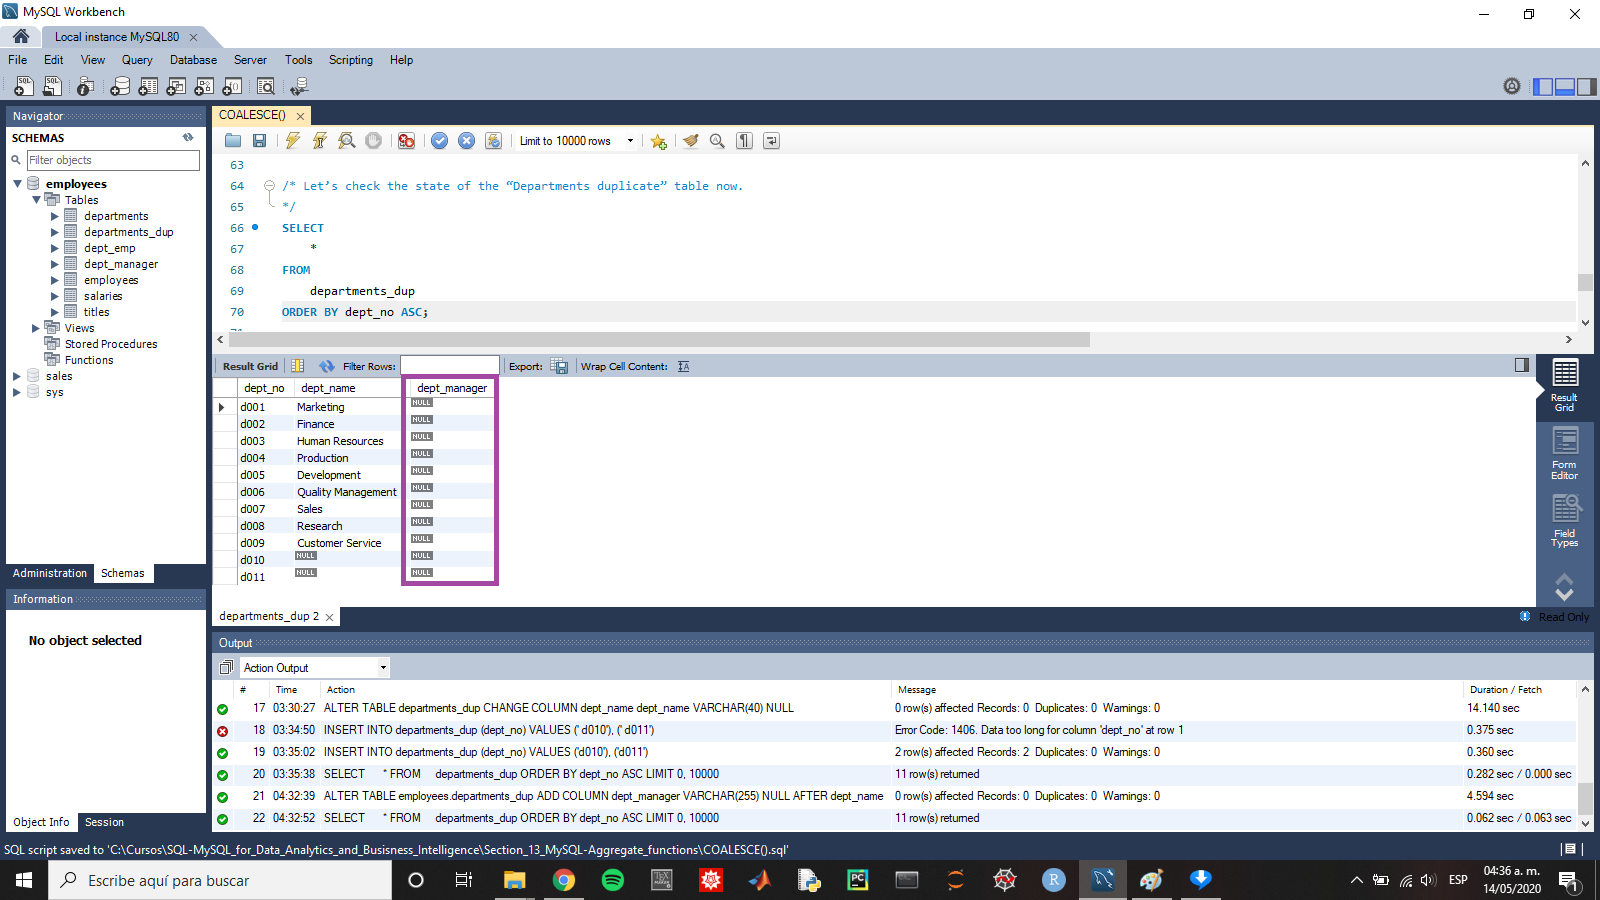 MySQL Workbench
Local instance MySQL80
File Edit View Query Database Server Tools Scripting Help
Navigator
SCHEMAS
Filter objects
employees
Tables
departments
departments_dup
dept_emp
dept_manager
employees
salaries
titles
Views
Stored Procedures
Functions
sales
sys
Administration Schemas
Information
No object selected
Object Info Session
COALESCE()
Limit to 10000 rows
63
64 /* Let’s check the state of the “Departments duplicate” table now.
65 */
66 SELECT
67 *
68 FROM
69 departments_dup
70 ORDER BY dept_no ASC;
Result Grid Filter Rows: Export: Wrap Cell Content:
dept_no dept_name dept_manager
d001 Marketing NULL
d002 Finance NULL
d003 Human Resources NULL
d004 Production NULL
d005 Development NULL
d006 Quality Management NULL
d007 Sales NULL
d008 Research NULL
d009 Customer Service NULL
d010 NULL NULL
d011 NULL NULL
Result
Grid
Form
Editor
Field
Types
departments_dup 2
Read Only
Output
Action Output
# Time Action Message Duration / Fetch
17 03:30:27 ALTER TABLE departments_dup CHANGE COLUMN dept_name dept_name VARCHAR(40) NULL 0 row(s) affected Records: 0 Duplicates: 0 Warnings: 0 14.140 sec
18 03:34:50 INSERT INTO departments_dup (dept_no) VALUES (' d010'), (' d011') Error Code: 1406. Data too long for column 'dept_no' at row 1 0.375 sec
19 03:35:02 INSERT INTO departments_dup (dept_no) VALUES ('d010'), ('d011') 2 row(s) affected Records: 2 Duplicates: 0 Warnings: 0 0.360 sec
20 03:35:38 SELECT * FROM departments_dup ORDER BY dept_no ASC LIMIT 0, 10000 11 row(s) returned 0.282 sec / 0.000 sec
21 04:32:39 ALTER TABLE employees.departments_dup ADD COLUMN dept_manager VARCHAR(255) NULL AFTER dept_name 0 row(s) affected Records: 0 Duplicates: 0 Warnings: 0 4.594 sec
22 04:32:52 SELECT * FROM departments_dup ORDER BY dept_no ASC LIMIT 0, 10000 11 row(s) returned 0.062 sec / 0.063 sec
SQL script saved to 'C:\Cursos\SQL-MySQL_for_Data_Analytics_and_Busisness_Intelligence\Section_13_MySQL-Aggregate_functions\COALESCE().sql'
Escribe aquí para buscar
ESP
04:36 a. m.
14/05/2020
1